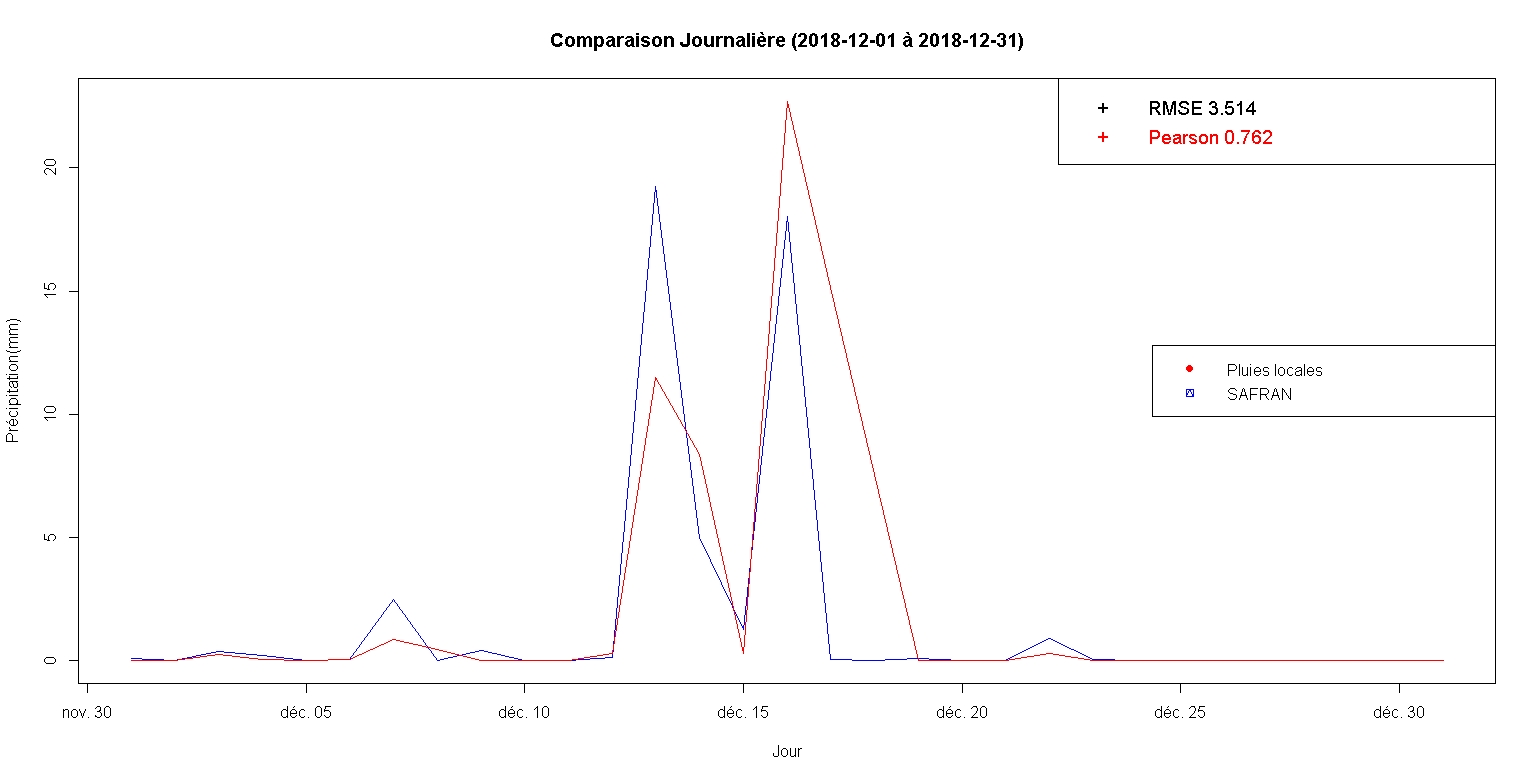 Comparaison Journalière (2018-12-01 à 2018-12-31)
+ RMSE 3.514
+ Pearson 0.762
Pluies locales
SAFRAN
Précipitation(mm)
20
15
10
5
0
nov. 30 déc. 05 déc. 10 déc. 15 déc. 20 déc. 25 déc. 30
Jour